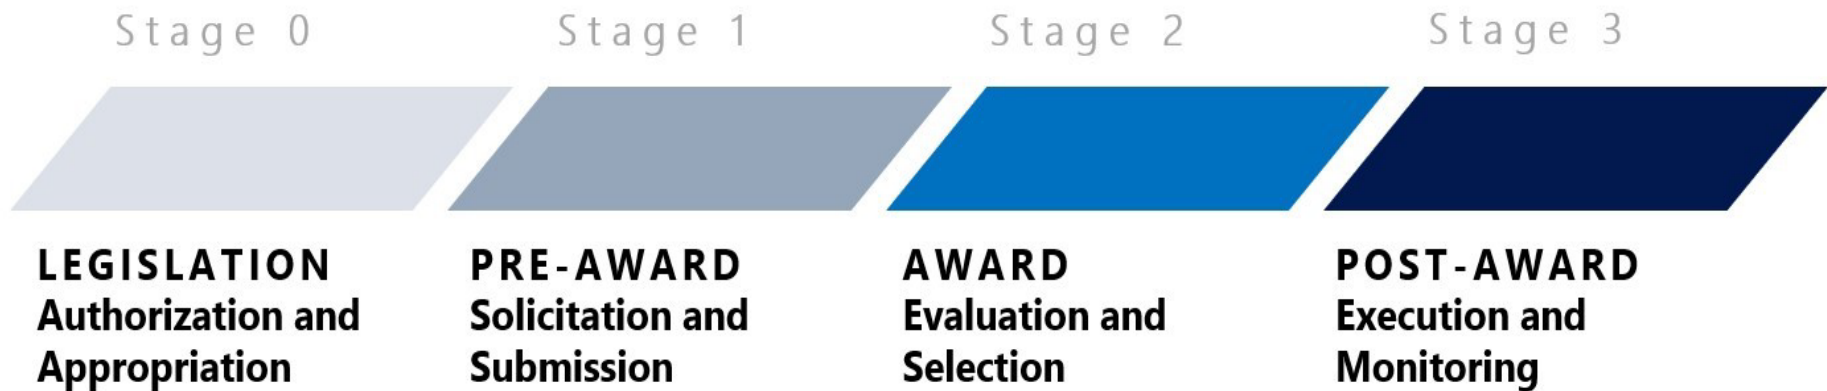 Stage 0
Stage 1
Stage 2
Stage 3
LEGISLATION
Authorization and
Appropriation
PRE-AWARD
Solicitation and
Submission
AWARD
Evaluation and
Selection
POST-AWARD
Execution and
Monitoring